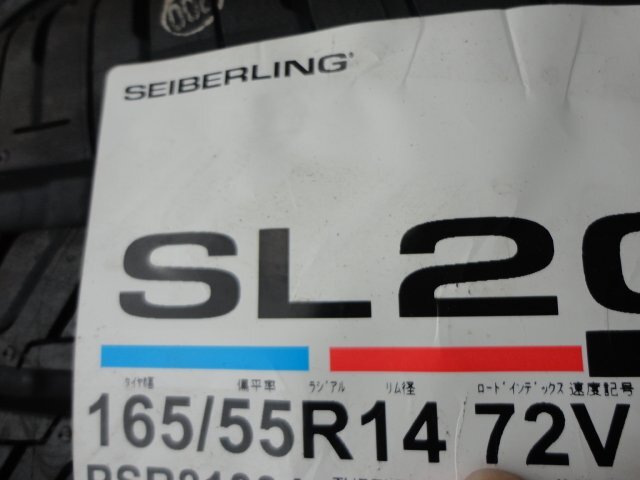 SEIBERLING
SL20
タイヤ幅 偏平率 ラジアル リム径 ロードインデックス 速度記号
165/55R14 72V